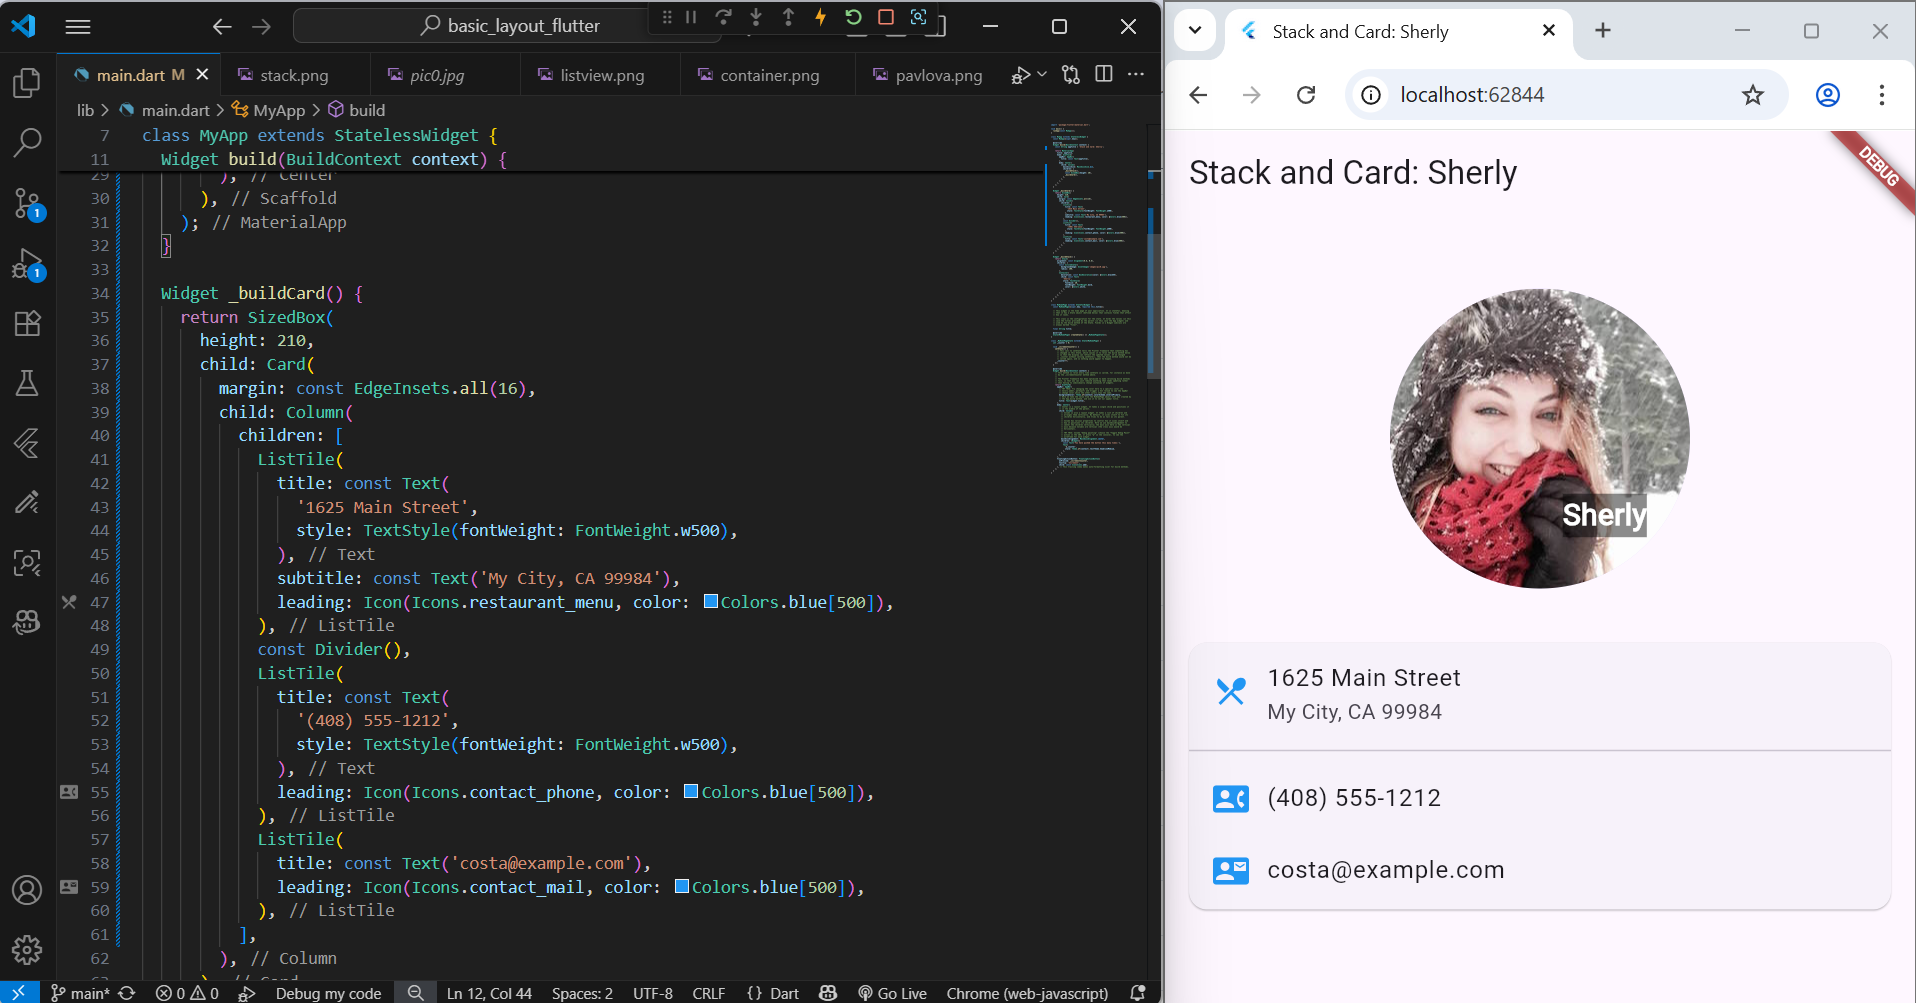 basic_layout_flutter
main.dart M
stack.png
pic0.jpg
listview.png
container.png
pavlova.png
lib > main.dart > MyApp > build
7 class MyApp extends StatelessWidget {
11 Widget build(BuildContext context) {
29 ), // Center
30 ), // Scaffold
31 ); // MaterialApp
32 }
33
34 Widget _buildCard() {
35 return SizedBox(
36 height: 210,
37 child: Card(
38 margin: const EdgeInsets.all(16),
39 child: Column(
40 children: [
41 ListTile(
42 title: const Text(
43 '1625 Main Street',
44 style: TextStyle(fontWeight: FontWeight.w500),
45 ), // Text
46 subtitle: const Text('My City, CA 99984'),
47 leading: Icon(Icons.restaurant_menu, color: Colors.blue[500]),
48 ), // ListTile
49 const Divider(),
50 ListTile(
51 title: const Text(
52 '(408) 555-1212',
53 style: TextStyle(fontWeight: FontWeight.w500),
54 ), // Text
55 leading: Icon(Icons.contact_phone, color: Colors.blue[500]),
56 ), // ListTile
57 ListTile(
58 title: const Text('costa@example.com'),
59 leading: Icon(Icons.contact_mail, color: Colors.blue[500]),
60 ), // ListTile
61 ],
62 ), // Column
63 ), // Card
1
1
main* 0 0 Debug my code Ln 12, Col 44 Spaces: 2 UTF-8 CRLF {} Dart Go Live Chrome (web-javascript)
Stack and Card: Sherly
localhost:62844
DEBUG
Stack and Card: Sherly
Sherly
1625 Main Street
My City, CA 99984
(408) 555-1212
costa@example.com